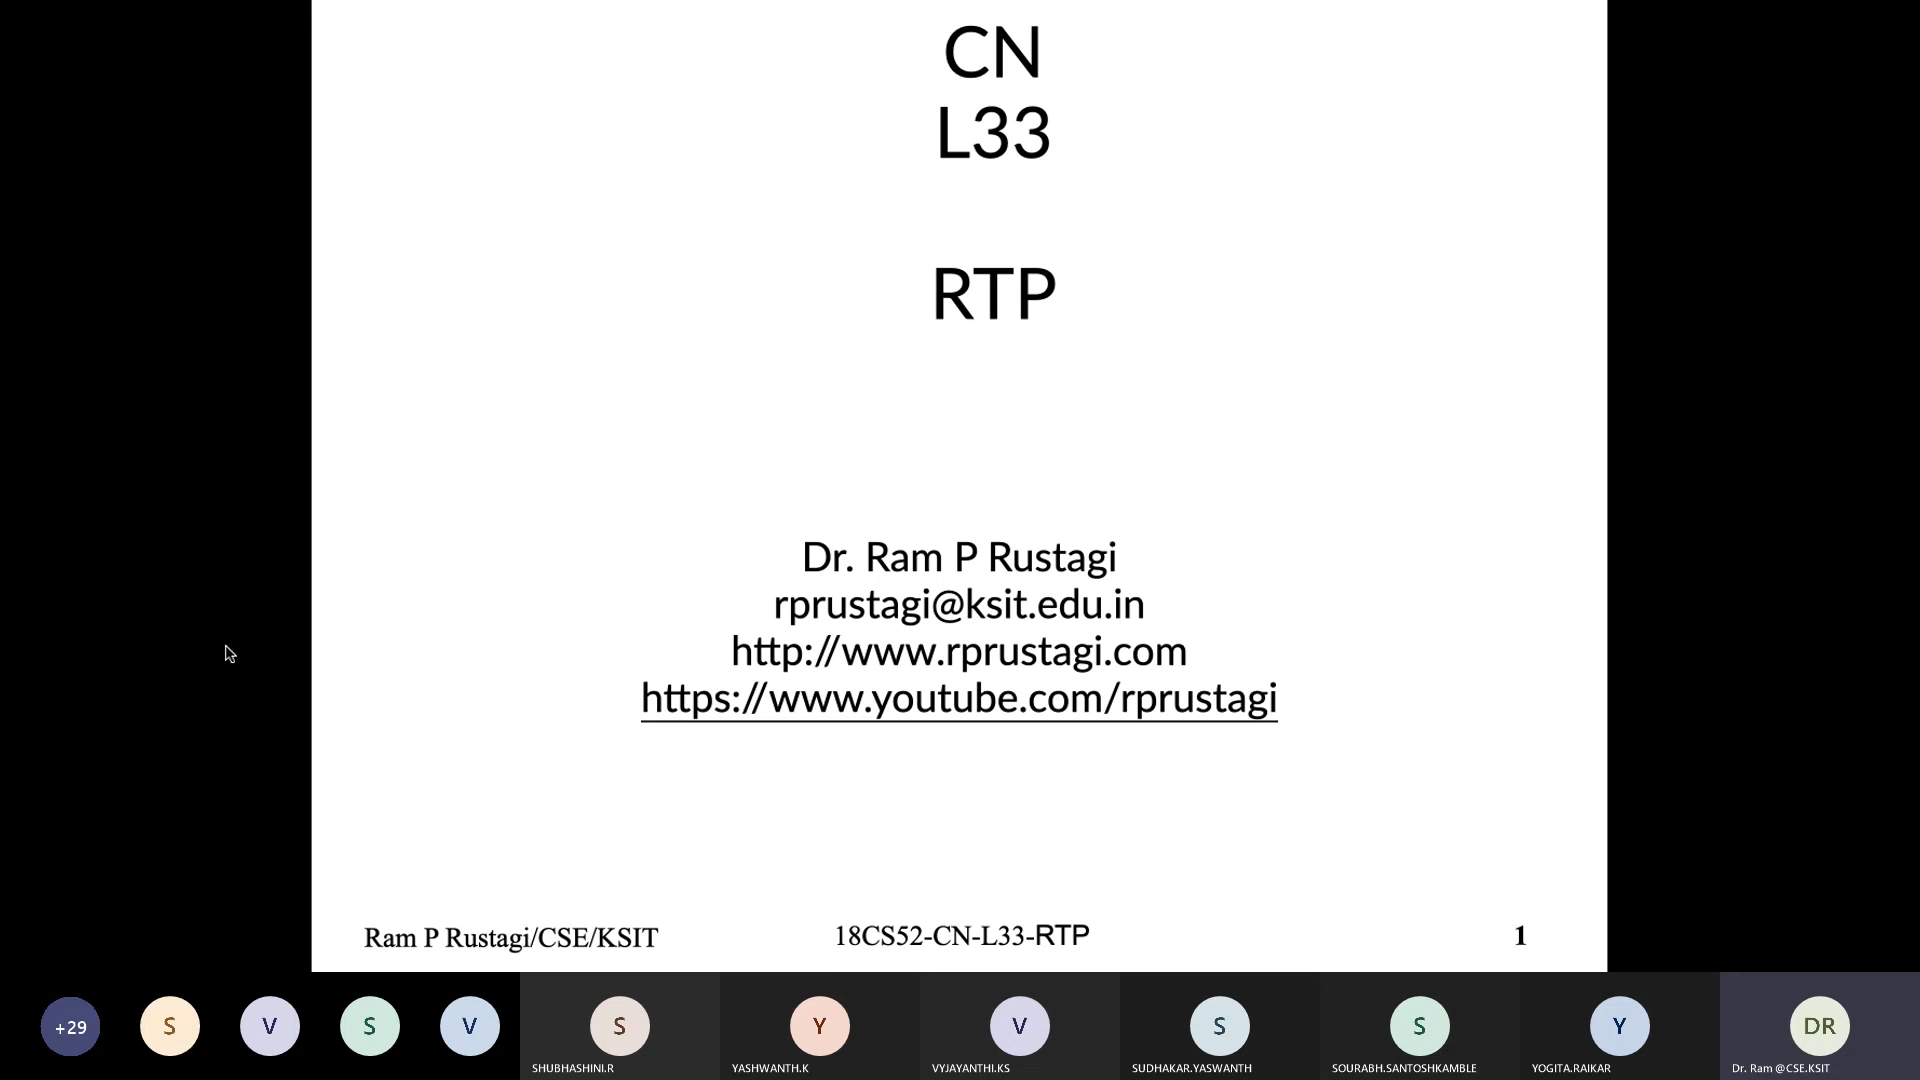 CN
L33
RTP
Dr. Ram P Rustagi
rprustagi@ksit.edu.in
http://www.rprustagi.com
https://www.youtube.com/rprustagi
Ram P Rustagi/CSE/KSIT 18CS52-CN-L33-RTP 1
+29 S V S V S Y V S S Y DR
SHUBHASHINI.R YASHWANTH.K VYJAYANTHI.KS SUDHAKAR.YASWANTH SOURABH.SANTOSHKAMBLE YOGITA.RAIKAR Dr. Ram @CSE.KSIT